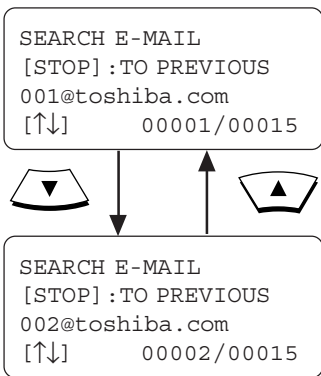 SEARCH E-MAIL
[STOP]:TO PREVIOUS
001@toshiba.com
[↑↓] 00001/00015
SEARCH E-MAIL
[STOP]:TO PREVIOUS
002@toshiba.com
[↑↓] 00002/00015